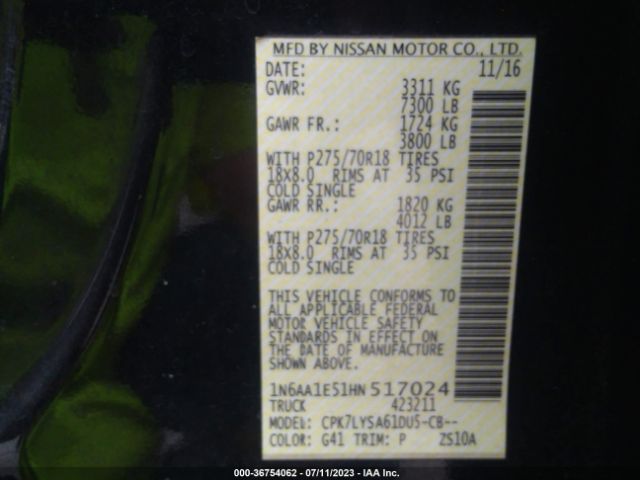 MFD BY NISSAN MOTOR CO., LTD.
DATE: 11/16
GVWR: 3311 KG
7300 LB
GAWR FR.: 1724 KG
3800 LB
WITH P275/70R18 TIRES
18X8.0 RIMS AT 35 PSI
COLD SINGLE
GAWR RR.: 1820 KG
4012 LB
WITH P275/70R18 TIRES
18X8.0 RIMS AT 35 PSI
COLD SINGLE
THIS VEHICLE CONFORMS TO
ALL APPLICABLE FEDERAL
MOTOR VEHICLE SAFETY
STANDARDS IN EFFECT ON
THE DATE OF MANUFACTURE
SHOWN ABOVE.
1N6AA1E51HN517024
TRUCK 423211
MODEL: CPK7LYSA61DU5-CB--
COLOR: G41 TRIM: P ZS10A
000-36754062 - 07/11/2023 - IAA Inc.